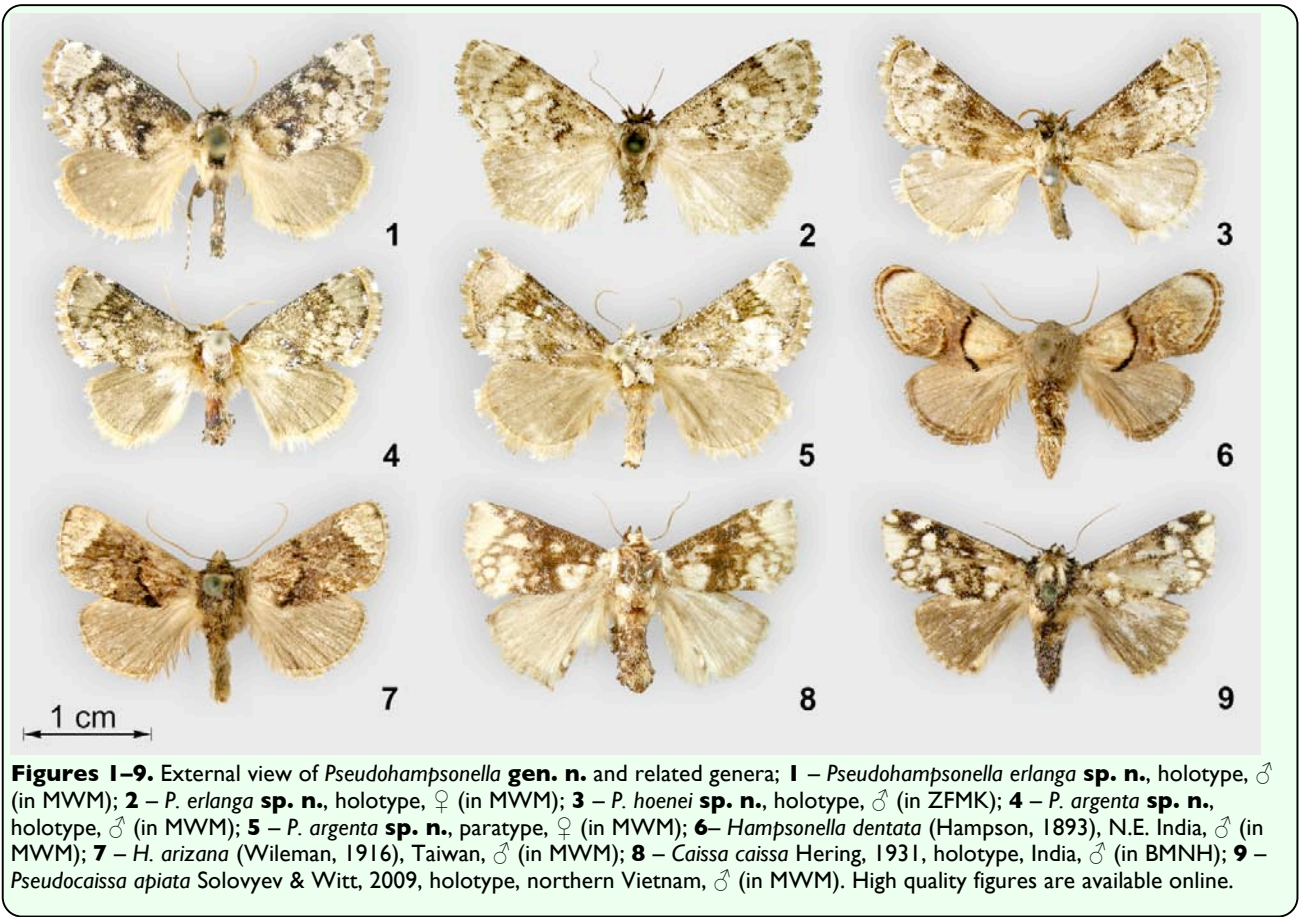 1
2
3
4
5
6
7
8
9
1 cm
Figures 1–9. External view of Pseudohampsonella gen. n. and related genera; 1 – Pseudohampsonella erlanga sp. n., holotype, ♂
(in MWM); 2 – P. erlanga sp. n., holotype, ♀ (in MWM); 3 – P. hoenei sp. n., holotype, ♂ (in ZFMK); 4 – P. argenta sp. n.,
holotype, ♂ (in MWM); 5 – P. argenta sp. n., paratype, ♀ (in MWM); 6– Hampsonella dentata (Hampson, 1893), N.E. India, ♂ (in
MWM); 7 – H. arizana (Wileman, 1916), Taiwan, ♂ (in MWM); 8 – Caissa caissa Hering, 1931, holotype, India, ♂ (in BMNH); 9 –
Pseudocaissa apiata Solovyev & Witt, 2009, holotype, northern Vietnam, ♂ (in MWM). High quality figures are available online.